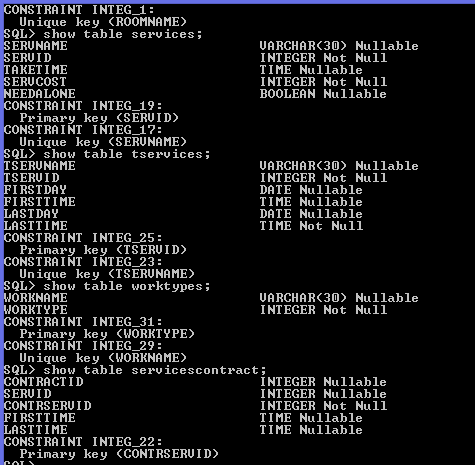 CONSTRAINT INTEG_1:
Unique key (ROOMNAME)
SQL> show table services;
SERVNAME VARCHAR(30) Nullable
SERVID INTEGER Not Null
TAKETIME TIME Nullable
SERVCOST INTEGER Not Null
NEEDALONE BOOLEAN Nullable
CONSTRAINT INTEG_19:
Primary key (SERVID)
CONSTRAINT INTEG_17:
Unique key (SERVNAME)
SQL> show table tservices;
TSERVNAME VARCHAR(30) Nullable
TSERVID INTEGER Not Null
FIRSTDAY DATE Nullable
FIRSTTIME TIME Nullable
LASTDAY DATE Nullable
LASTTIME TIME Not Null
CONSTRAINT INTEG_25:
Primary key (TSERVID)
CONSTRAINT INTEG_23:
Unique key (TSERVNAME)
SQL> show table worktypes;
WORKNAME VARCHAR(30) Nullable
WORKTYPE INTEGER Not Null
CONSTRAINT INTEG_31:
Primary key (WORKTYPE)
CONSTRAINT INTEG_29:
Unique key (WORKNAME)
SQL> show table servicescontract;
CONTRACTID INTEGER Nullable
SERVID INTEGER Nullable
CONTRSERVID INTEGER Not Null
FIRSTTIME TIME Nullable
LASTTIME TIME Nullable
CONSTRAINT INTEG_22:
Primary key (CONTRSERVID)
SQL>